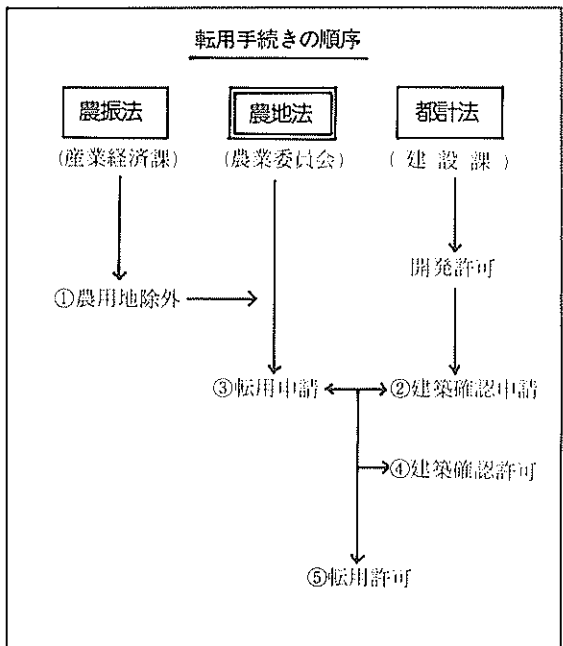 転用手続きの順序
農振法 農地法 都計法
(産業経済課) (農業委員会) (建設課)
開発許可
①農用地除外
③転用申請 ②建築確認申請
④建築確認許可
⑤転用許可